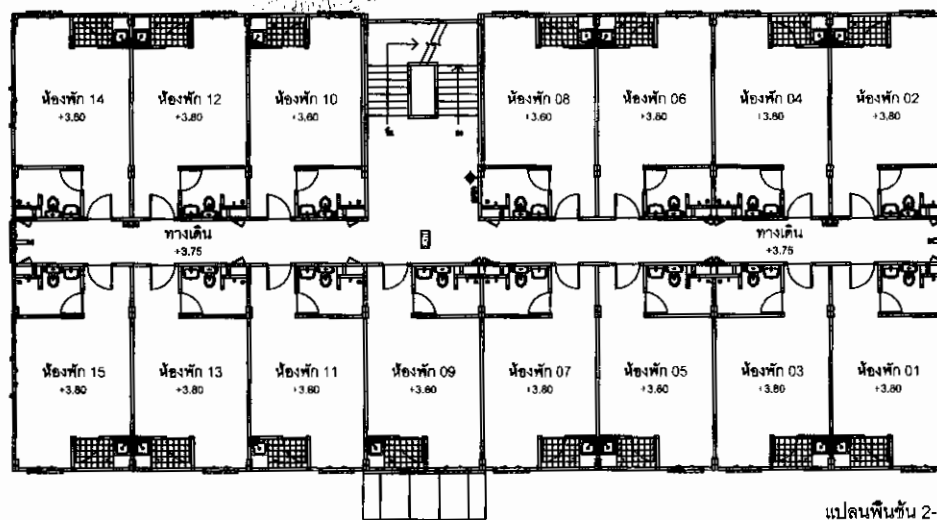 ห้องพัก 14
+3.80
ห้องพัก 12
+3.80
ห้องพัก 10
+3.60
ห้องพัก 08
+3.60
ห้องพัก 06
+3.80
ห้องพัก 04
+3.80
ห้องพัก 02
+3.80
ทางเดิน
+3.75
ทางเดิน
+3.75
ห้องพัก 15
+3.80
ห้องพัก 13
+3.80
ห้องพัก 11
+3.60
ห้องพัก 09
+3.60
ห้องพัก 07
+3.80
ห้องพัก 05
+3.60
ห้องพัก 03
+3.80
ห้องพัก 01
+3.80
แปลนพื้นชั้น 2-